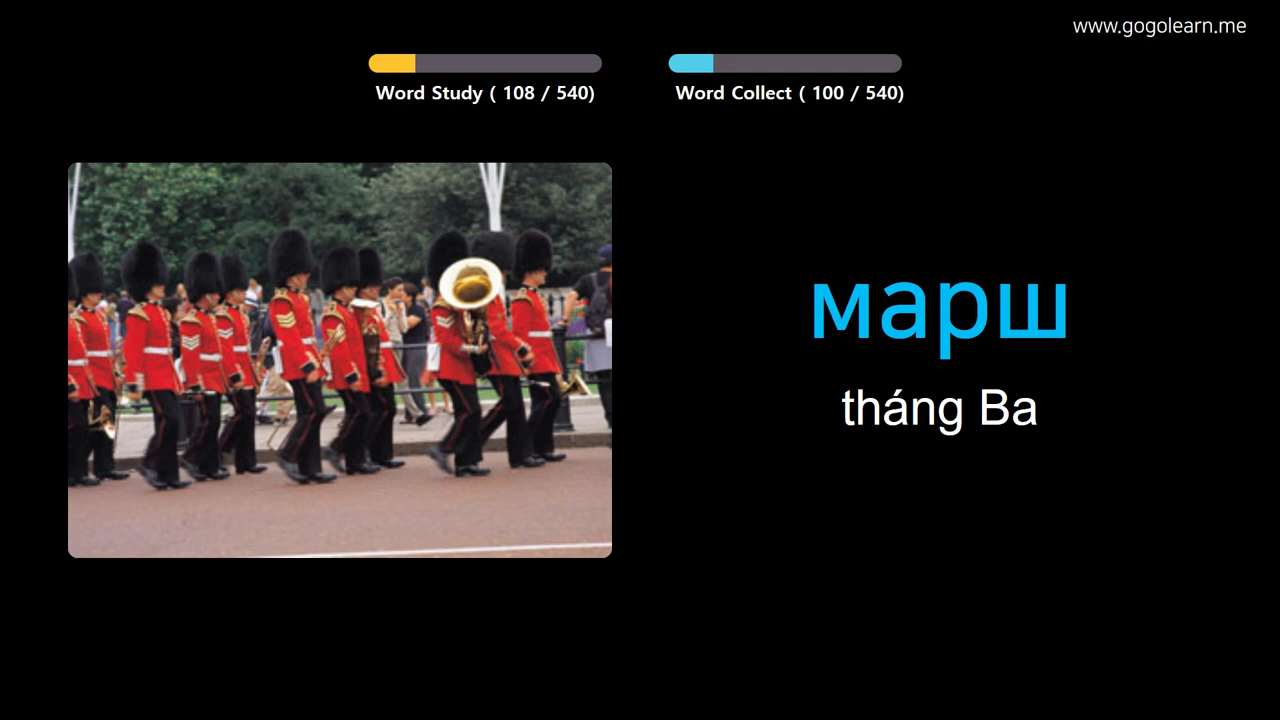 www.gogolearn.me
Word Study ( 108 / 540)
Word Collect ( 100 / 540)
марш
tháng Ba